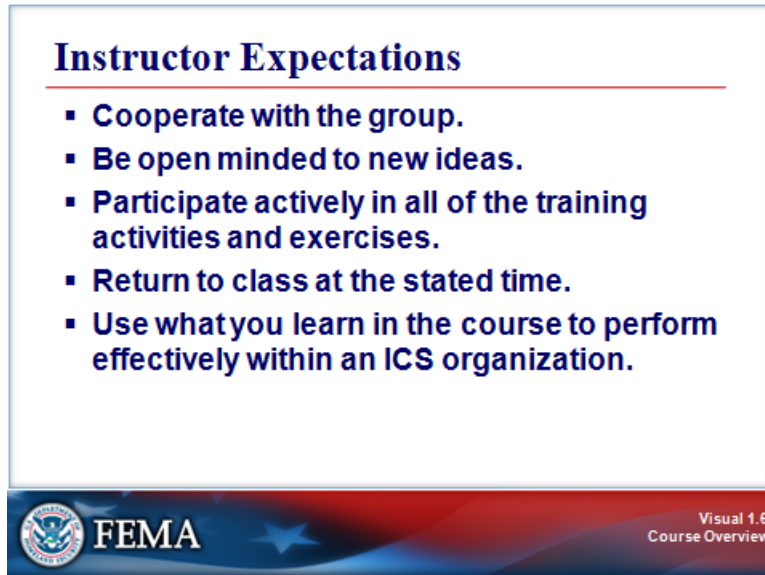 Instructor Expectations
▪ Cooperate with the group.
▪ Be open minded to new ideas.
▪ Participate actively in all of the training
activities and exercises.
▪ Return to class at the stated time.
▪ Use what you learn in the course to perform
effectively within an ICS organization.
FEMA
Visual 1.6
Course Overview